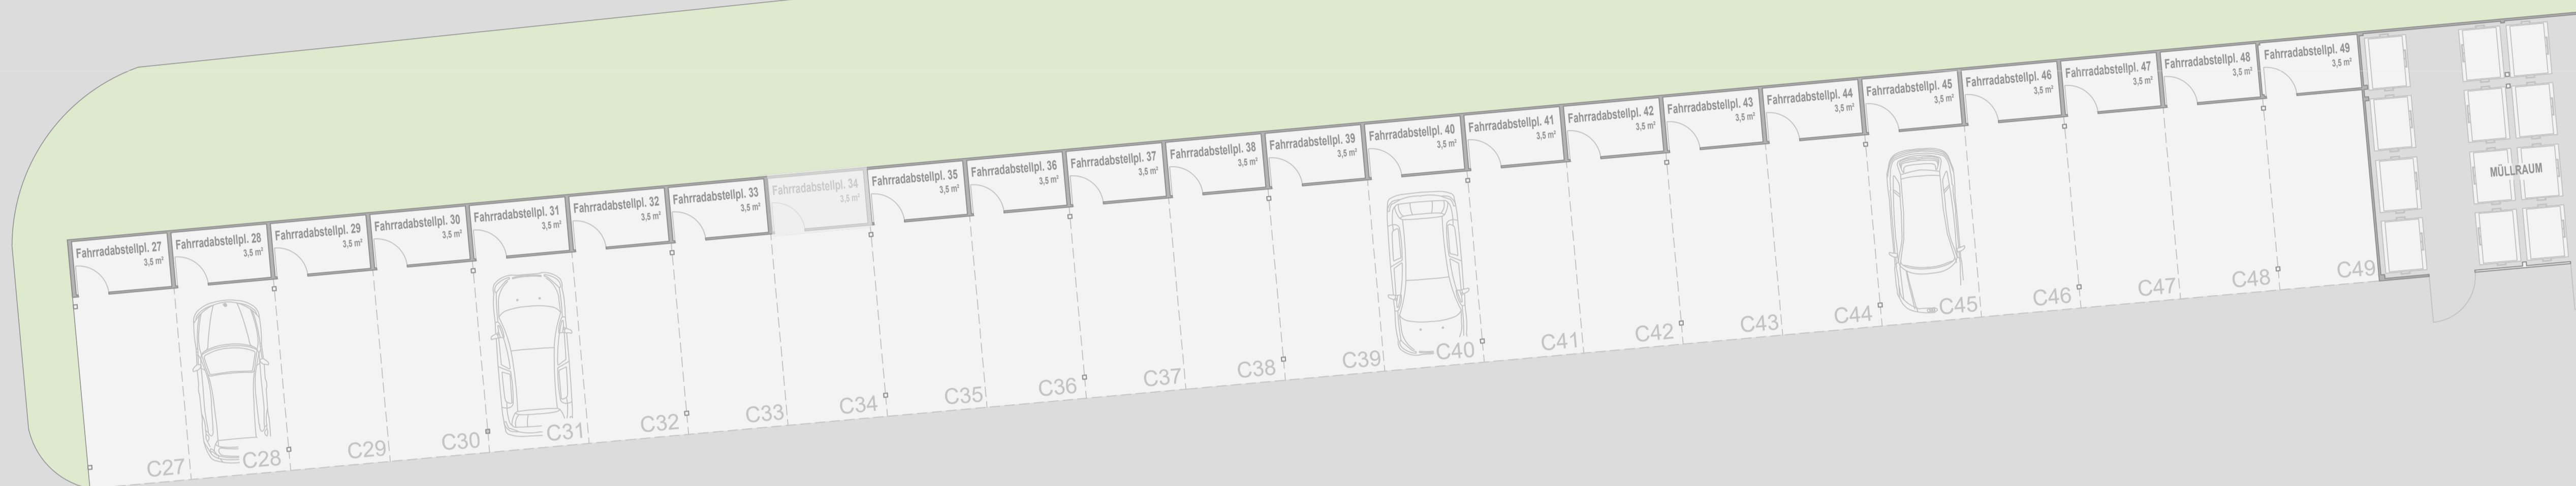 Fahrradabstellpl. 27
3,5 m²
Fahrradabstellpl. 28
3,5 m²
Fahrradabstellpl. 29
3,5 m²
Fahrradabstellpl. 30
3,5 m²
Fahrradabstellpl. 31
3,5 m²
Fahrradabstellpl. 32
3,5 m²
Fahrradabstellpl. 33
3,5 m²
Fahrradabstellpl. 34
3,5 m²
Fahrradabstellpl. 35
3,5 m²
Fahrradabstellpl. 36
3,5 m²
Fahrradabstellpl. 37
3,5 m²
Fahrradabstellpl. 38
3,5 m²
Fahrradabstellpl. 39
3,5 m²
Fahrradabstellpl. 40
3,5 m²
Fahrradabstellpl. 41
3,5 m²
Fahrradabstellpl. 42
3,5 m²
Fahrradabstellpl. 43
3,5 m²
Fahrradabstellpl. 44
3,5 m²
Fahrradabstellpl. 45
3,5 m²
Fahrradabstellpl. 46
3,5 m²
Fahrradabstellpl. 47
3,5 m²
Fahrradabstellpl. 48
3,5 m²
Fahrradabstellpl. 49
3,5 m²
MÜLLRAUM
C27
C28
C29
C30
C31
C32
C33
C34
C35
C36
C37
C38
C39
C40
C41
C42
C43
C44
C45
C46
C47
C48
C49